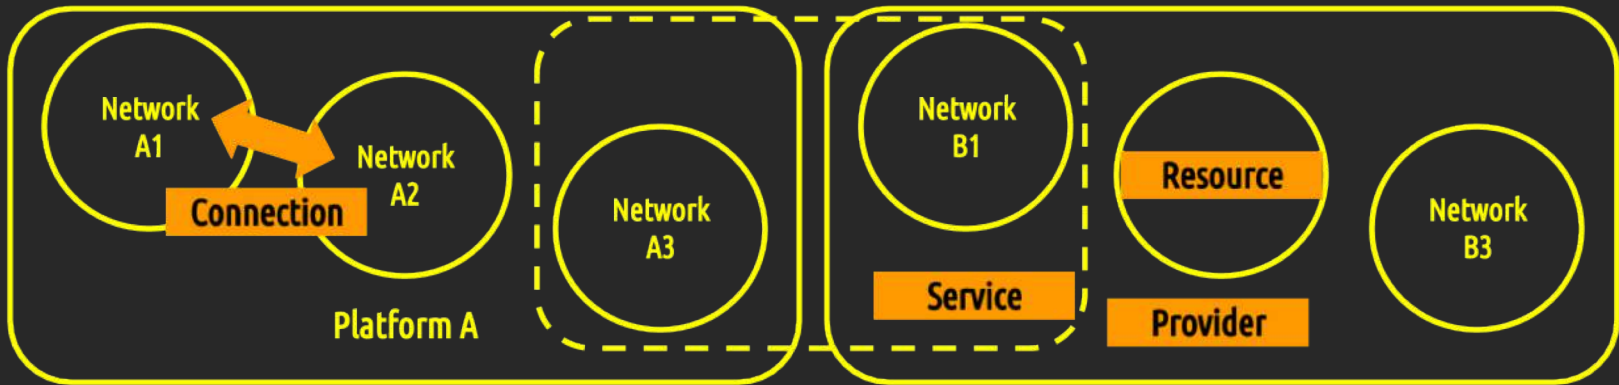 Network
A1
Connection
Network
A2
Platform A
Network
A3
Network
B1
Service
Resource
Provider
Network
B3